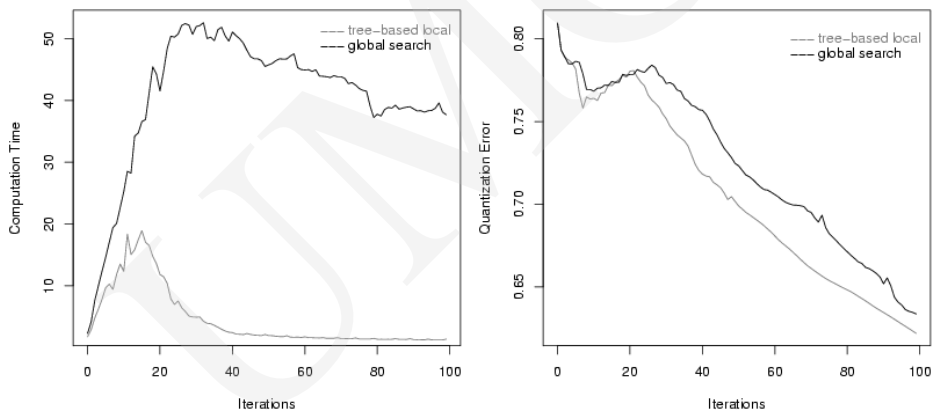 tree-based local
global search
Computation Time
50
40
30
20
10
0
20
40
60
80
100
Iterations
tree-based local
global search
Quantization Error
0.80
0.75
0.70
0.65
0
20
40
60
80
100
Iterations